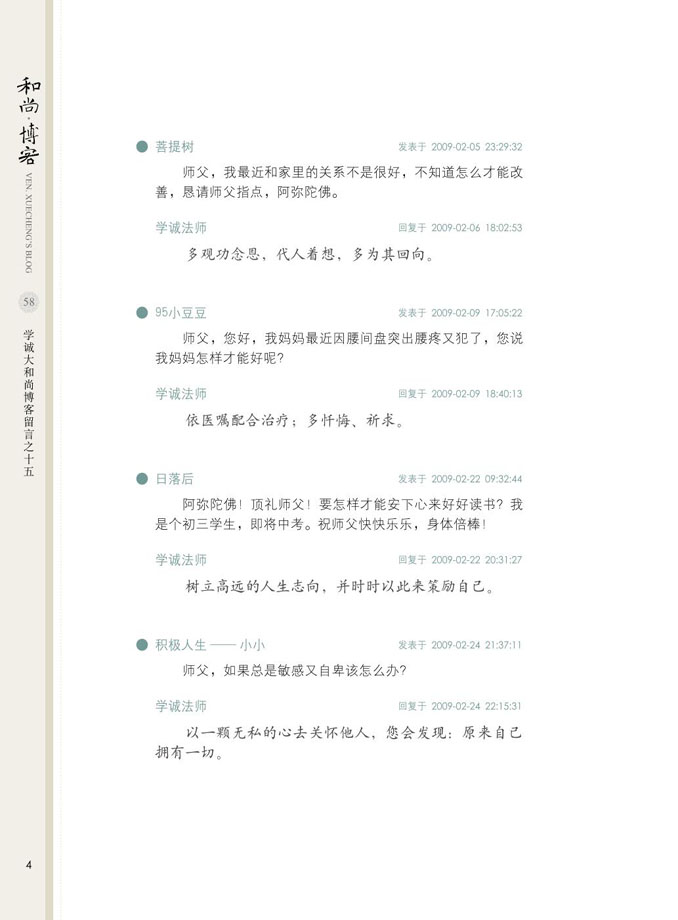 和尚·博客
VEN. XUECHENG'S BLOG
58
学诚大和尚博客留言之十五
菩提树 发表于 2009-02-05 23:29:32
师父，我最近和家里的关系不是很好，不知道怎么才能改
善，恳请师父指点，阿弥陀佛。
学诚法师 回复于 2009-02-06 18:02:53
多观功念恩，代人着想，多为其回向。
95小豆豆 发表于 2009-02-09 17:05:22
师父，您好，我妈妈最近因腰间盘突出腰疼又犯了，您说
我妈妈怎样才能好呢？
学诚法师 回复于 2009-02-09 18:40:13
依医嘱配合治疗；多忏悔、祈求。
日落后 发表于 2009-02-22 09:32:44
阿弥陀佛！顶礼师父！要怎样才能安下心来好好读书？我
是个初三学生，即将中考。祝师父快快乐乐，身体倍棒！
学诚法师 回复于 2009-02-22 20:31:27
树立高远的人生志向，并时时以此来策励自己。
积极人生 —— 小小 发表于 2009-02-24 21:37:11
师父，如果总是敏感又自卑该怎么办？
学诚法师 回复于 2009-02-24 22:15:31
以一颗无私的心去关怀他人，您会发现：原来自己
拥有一切。
4